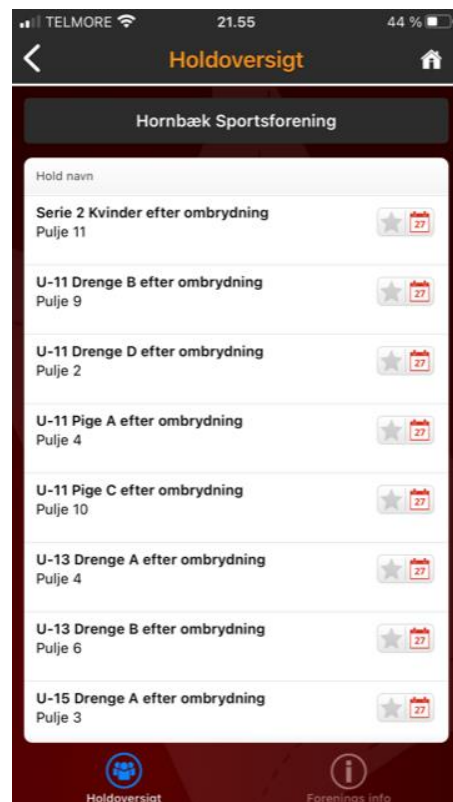 TELMORE 21.55 44 %
Holdoversigt
Hornbæk Sportsforening
Hold navn
Serie 2 Kvinder efter ombrydning
Pulje 11
27
U-11 Drenge B efter ombrydning
Pulje 9
27
U-11 Drenge D efter ombrydning
Pulje 2
27
U-11 Pige A efter ombrydning
Pulje 4
27
U-11 Pige C efter ombrydning
Pulje 10
27
U-13 Drenge A efter ombrydning
Pulje 4
27
U-13 Drenge B efter ombrydning
Pulje 6
27
U-15 Drenge A efter ombrydning
Pulje 3
27
Holdoversigt Forenings info